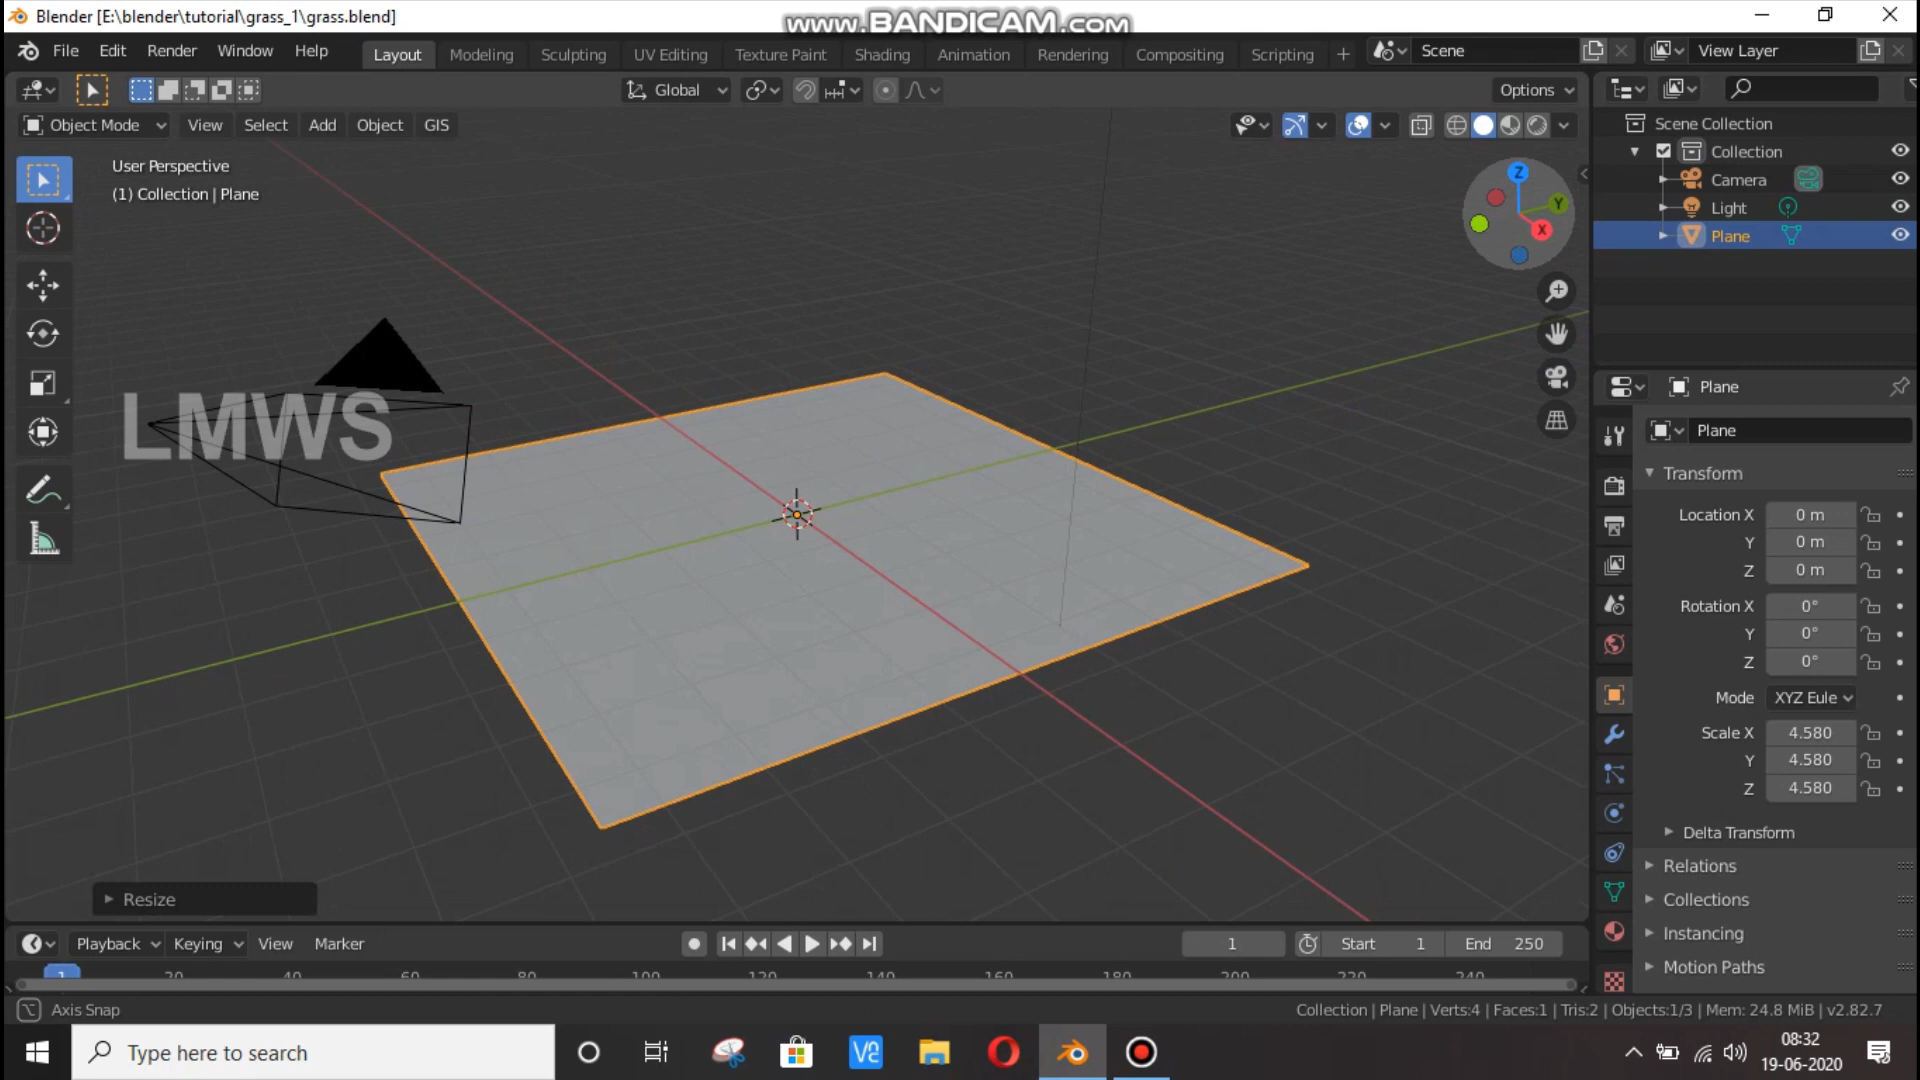 Blender [E:\blender\tutorial\grass_1\grass.blend]
www.BANDICAM.com
File Edit Render Window Help
Layout Modeling Sculpting UV Editing Texture Paint Shading Animation Rendering Compositing Scripting +
Scene
View Layer
Global
Options
Object Mode View Select Add Object GIS
User Perspective
(1) Collection | Plane
Z
Y
X
LMWS
Scene Collection
Collection
Camera
Light
Plane
Plane
Plane
Transform
Location X 0 m
Y 0 m
Z 0 m
Rotation X 0°
Y 0°
Z 0°
Mode XYZ Eule
Scale X 4.580
Y 4.580
Z 4.580
Delta Transform
Relations
Collections
Instancing
Motion Paths
Resize
Playback Keying View Marker
1
Start 1
End 250
1 20 40 60 80 100 120 140 160 180 200 220 240
Axis Snap
Collection | Plane | Verts:4 | Faces:1 | Tris:2 | Objects:1/3 | Mem: 24.8 MiB | v2.82.7
Type here to search
08:32
19-06-2020